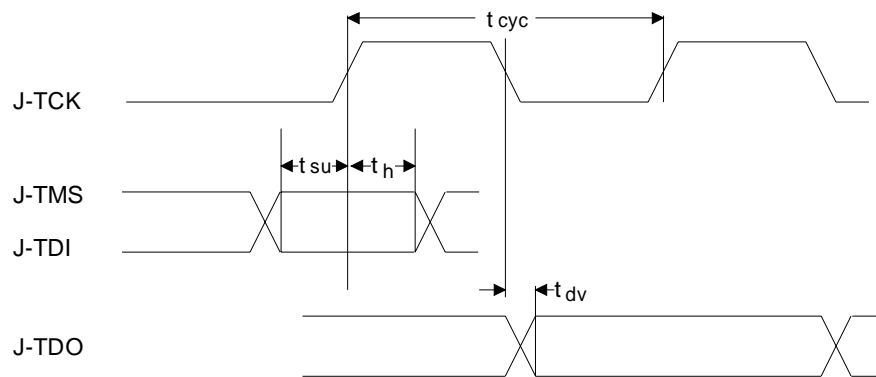 t cyc
J-TCK
t su t h
J-TMS
J-TDI
t dv
J-TDO